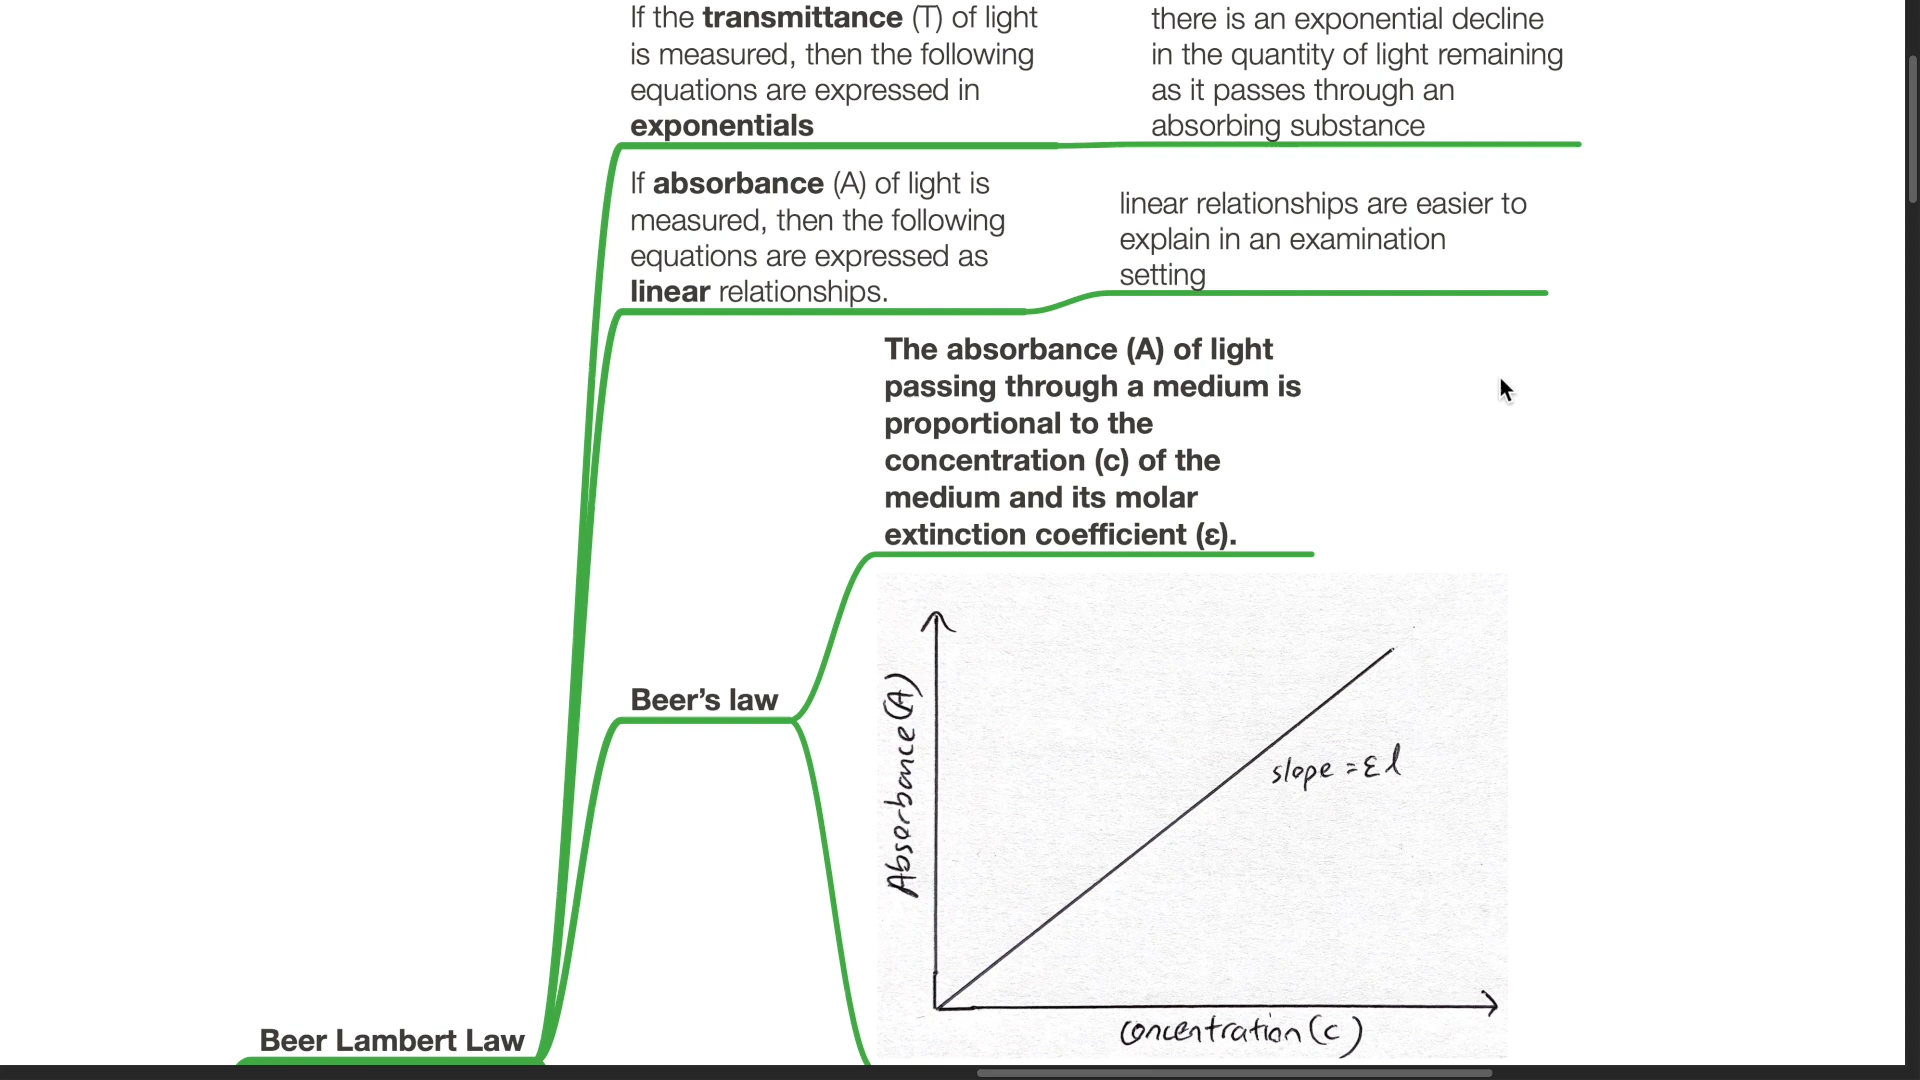 If the transmittance (T) of light
is measured, then the following
equations are expressed in
exponentials
there is an exponential decline
in the quantity of light remaining
as it passes through an
absorbing substance
If absorbance (A) of light is
measured, then the following
equations are expressed as
linear relationships.
linear relationships are easier to
explain in an examination
setting
The absorbance (A) of light
passing through a medium is
proportional to the
concentration (c) of the
medium and its molar
extinction coefficient (ε).
Beer’s law
Absorbance (A)
slope = εl
concentration (c)
Beer Lambert Law